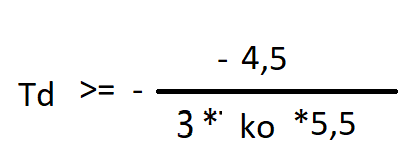 - 4,5
Td >= -
3 * ko *5,5